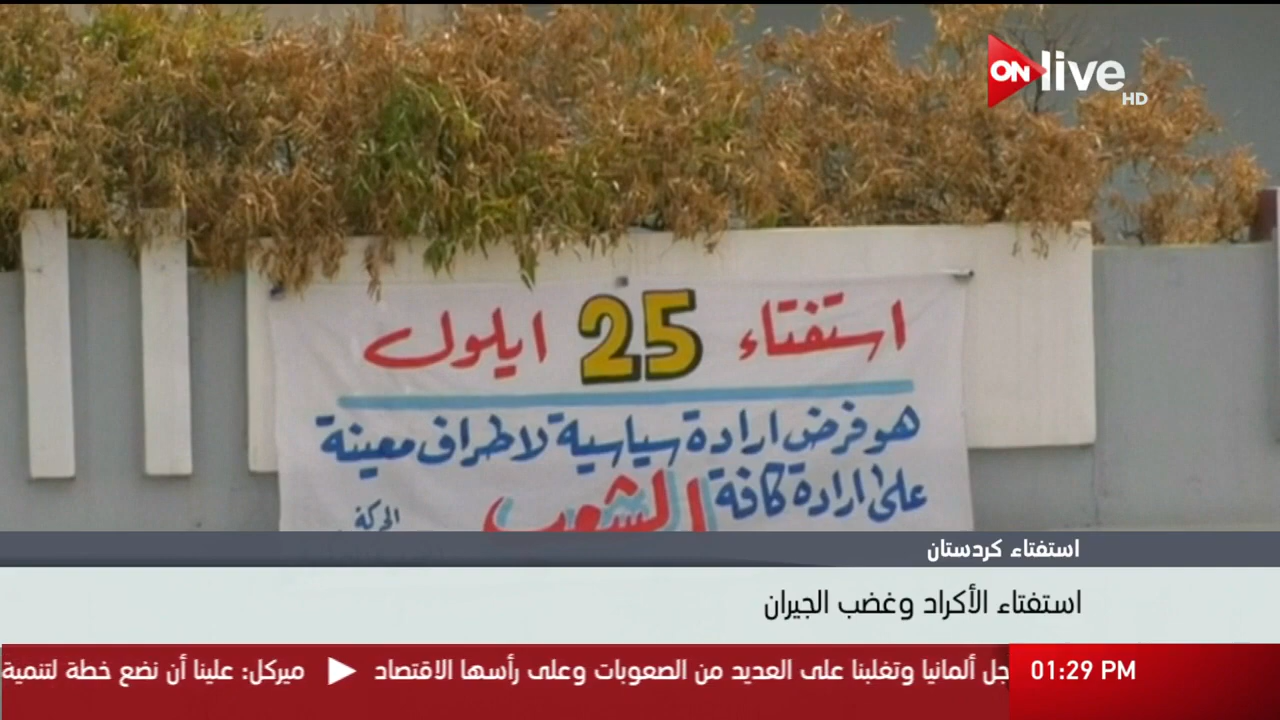 ON live HD
استفتاء 25 ايلول
هو فرض ارادة سياسية لاطراف معينة
على ارادة كافة الشعب
الحركة
استفتاء كردستان
استفتاء الأكراد وغضب الجيران
01:29 PM
جل ألمانيا وتغلبنا على العديد من الصعوبات وعلى رأسها الاقتصاد ◀ ميركل: علينا أن نضع خطة لتنمية